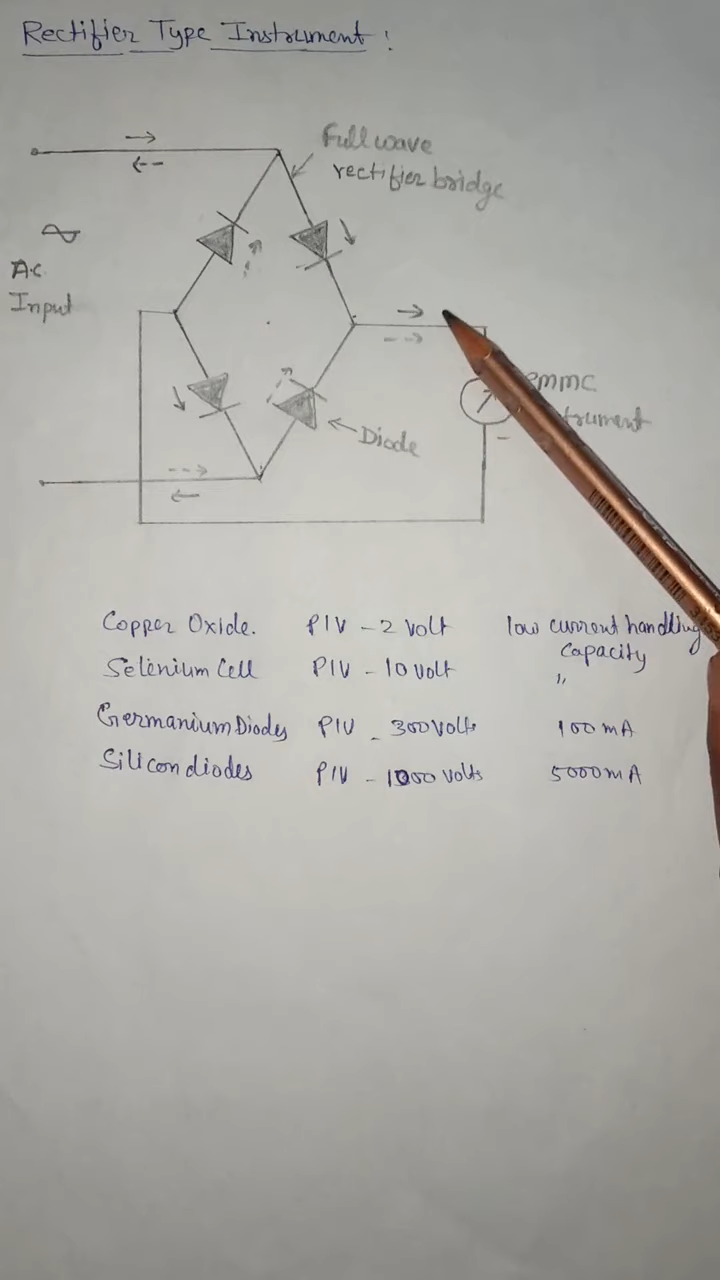 Rectifier Type Instrument :
Full wave
rectifier bridge
A.C
Input
PMMC
-
Diode
Copper Oxide. PIV - 2 volt low current handling
Capacity
Selenium Cell PIV - 10 volt "
Germanium Diodes PIV - 300 volts 100 mA
Silicon diodes PIV - 1000 volts 5000 mA